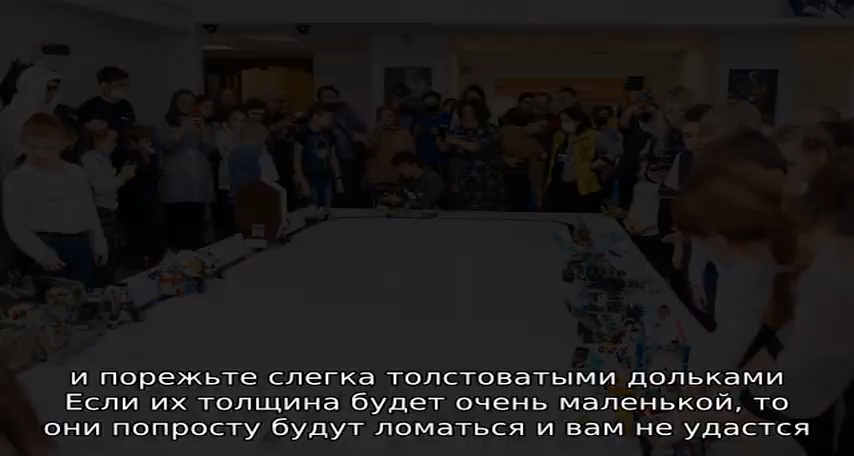 и порежьте слегка толстоватыми дольками
Если их толщина будет очень маленькой, то
они попросту будут ломаться и вам не удастся